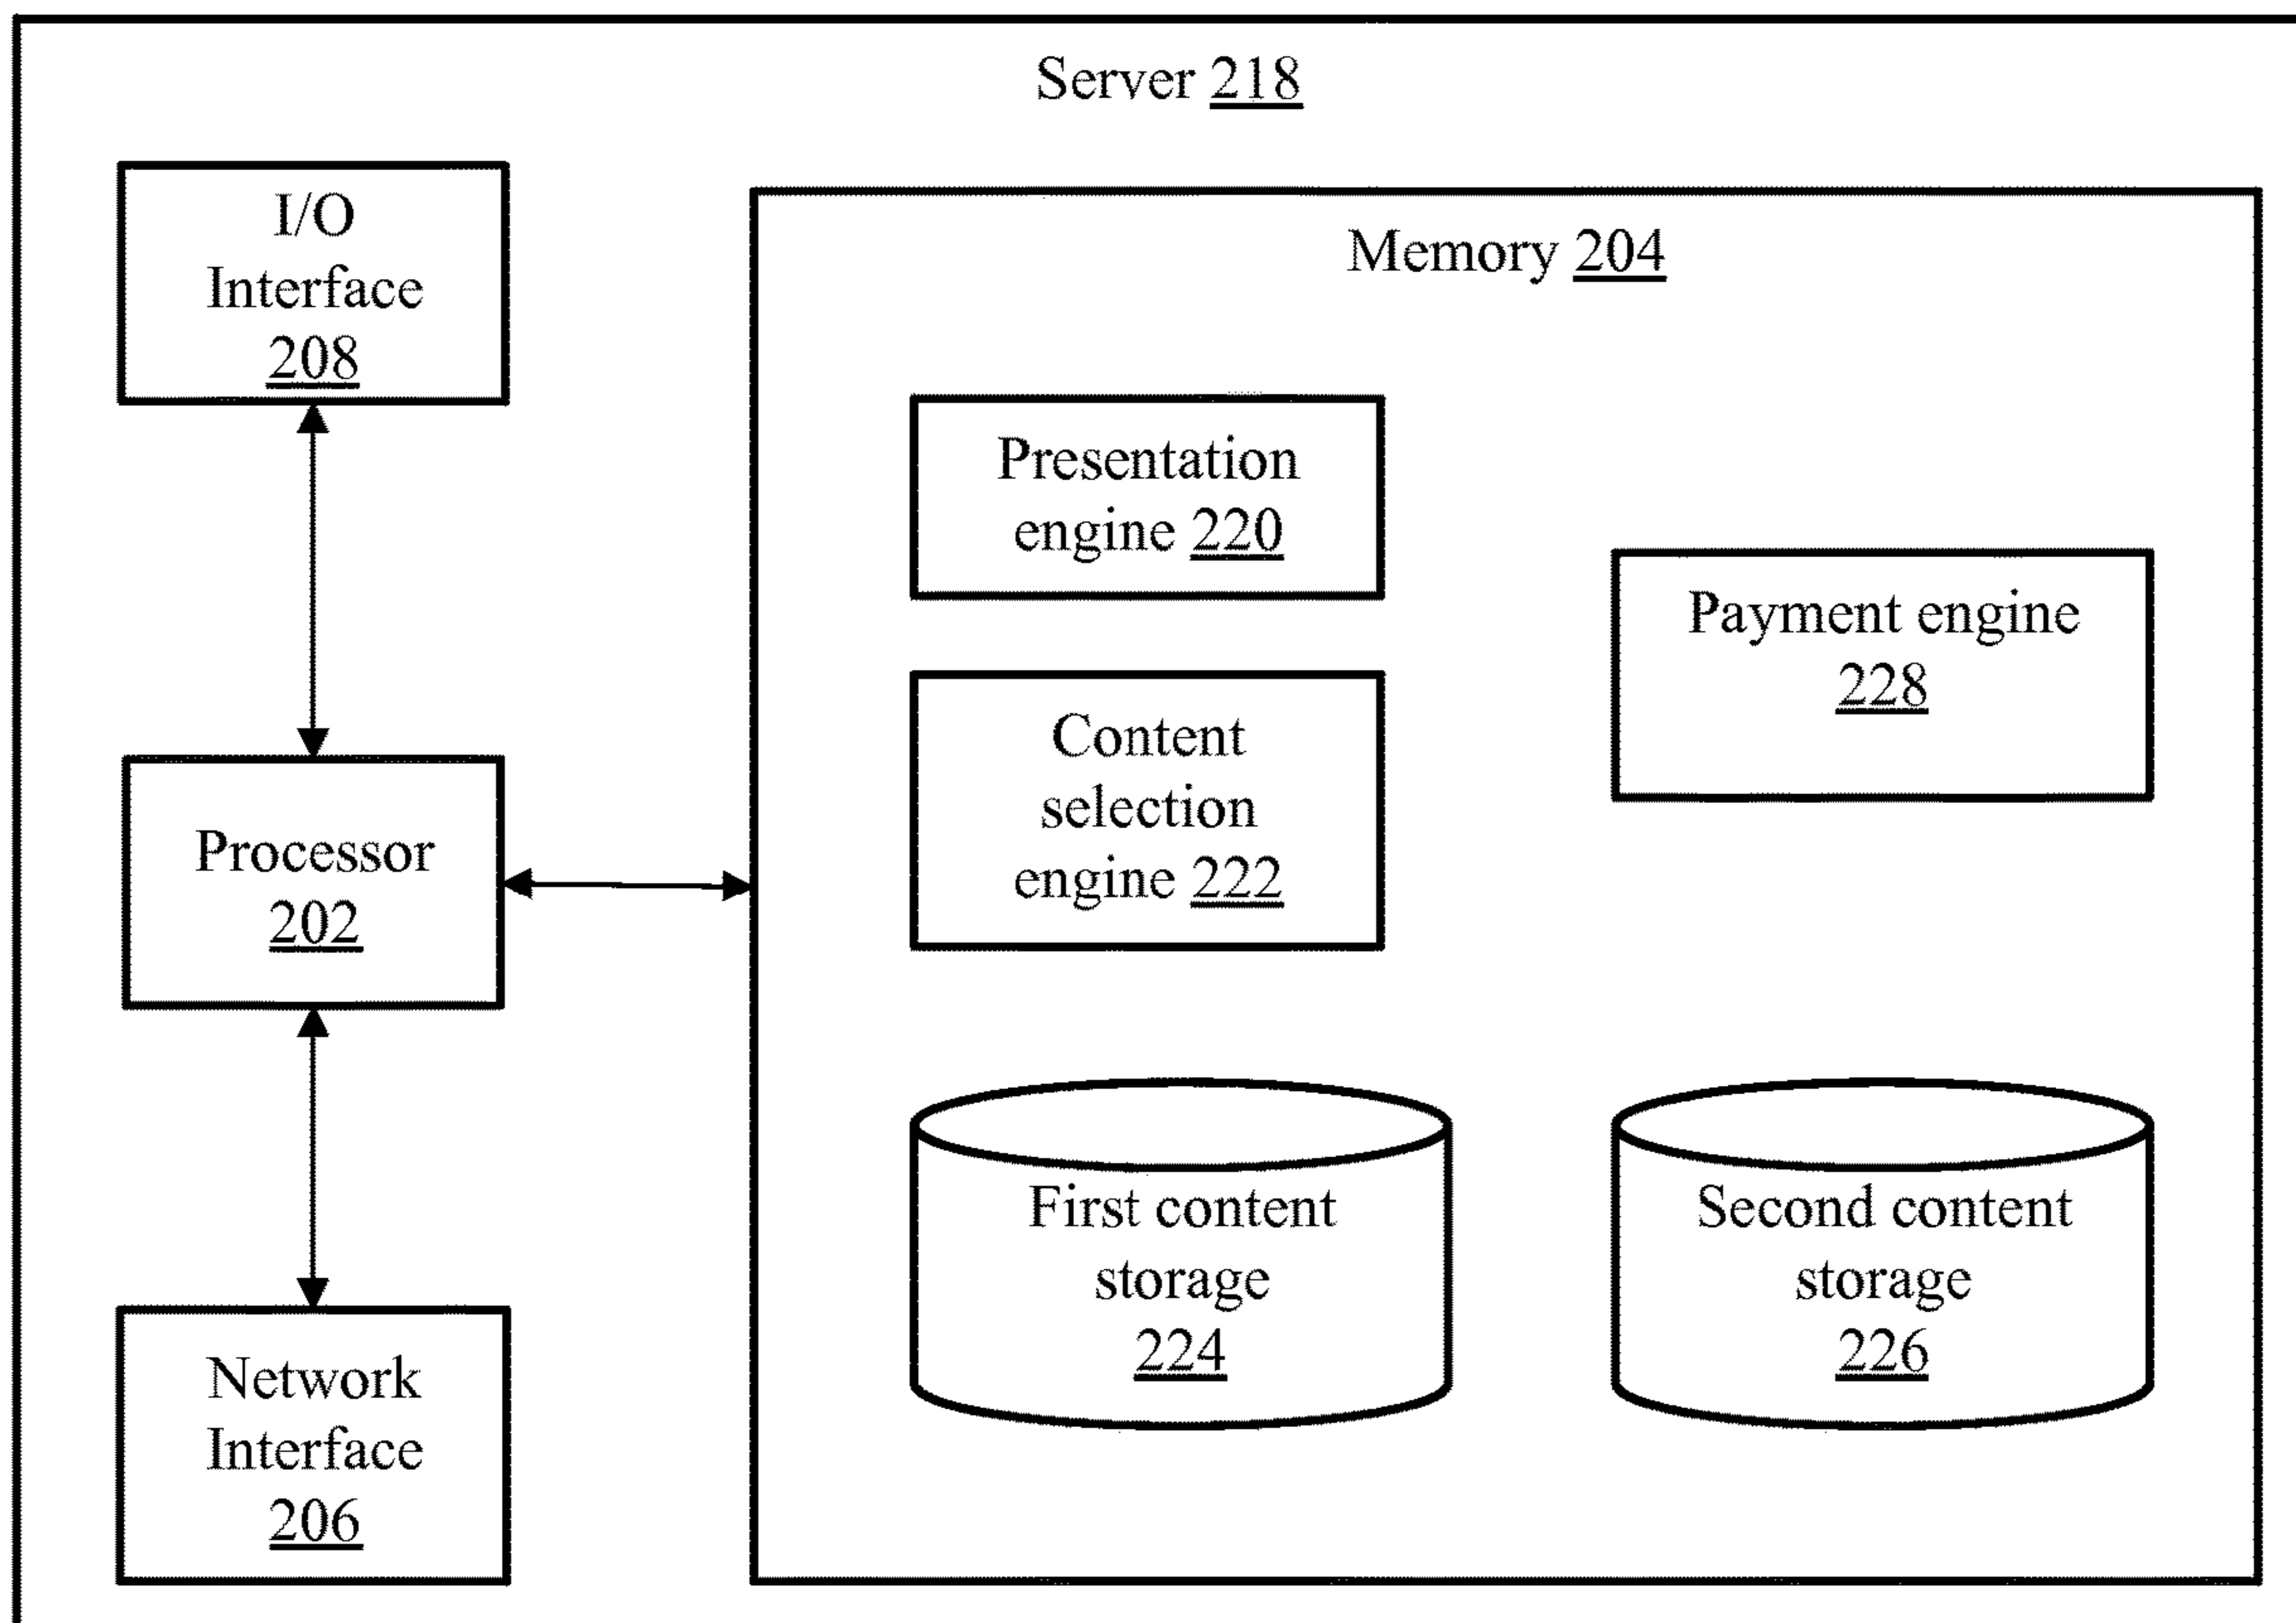 Server 218
I/O
Interface
208
Memory 204
Presentation
engine 220
Payment engine
228
Content
selection
engine 222
Processor
202
First content
storage
224
Second content
storage
226
Network
Interface
206